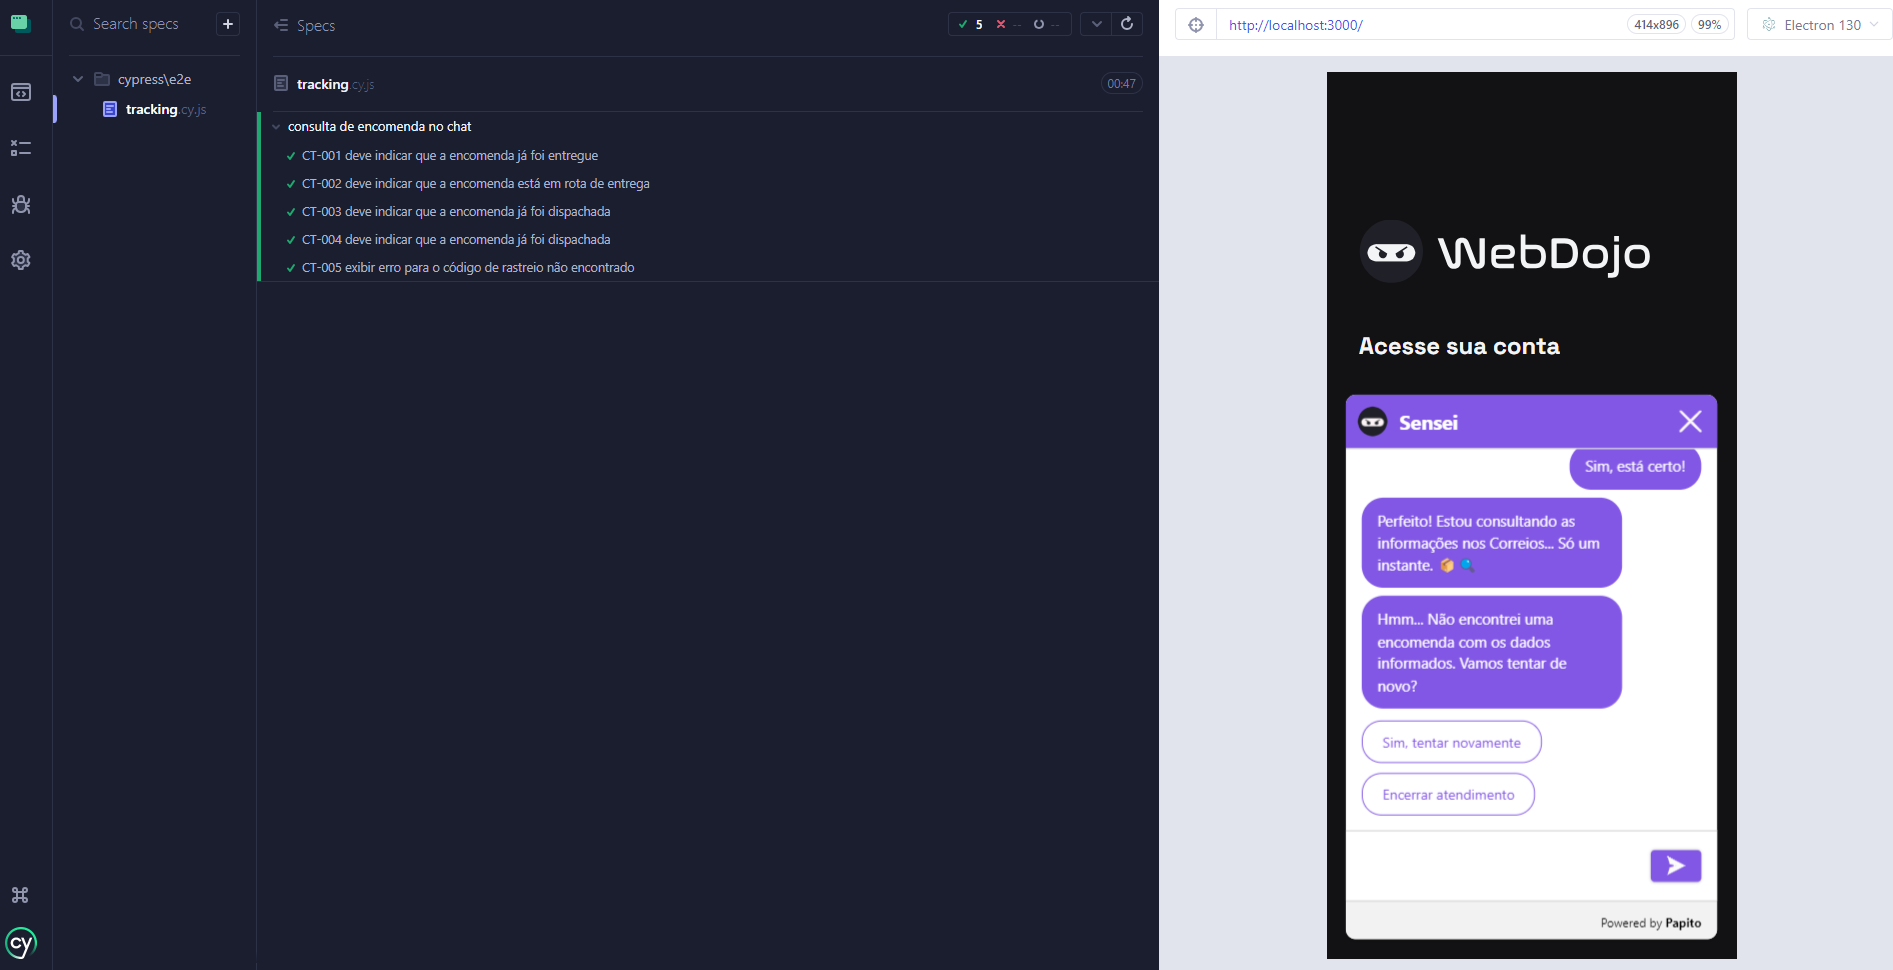 Search specs
+
cypress\e2e
tracking.cy.js
Specs
5 -- --
tracking.cy.js
00:47
consulta de encomenda no chat
CT-001 deve indicar que a encomenda já foi entregue
CT-002 deve indicar que a encomenda está em rota de entrega
CT-003 deve indicar que a encomenda já foi dispachada
CT-004 deve indicar que a encomenda já foi dispachada
CT-005 exibir erro para o código de rastreio não encontrado
cy
http://localhost:3000/
414x896
99%
Electron 130
WebDojo
Acesse sua conta
Sensei
Sim, está certo!
Perfeito! Estou consultando as
informações nos Correios... Só um
instante. 📦 🔍
Hmm... Não encontrei uma
encomenda com os dados
informados. Vamos tentar de
novo?
Sim, tentar novamente
Encerrar atendimento
Powered by Papito